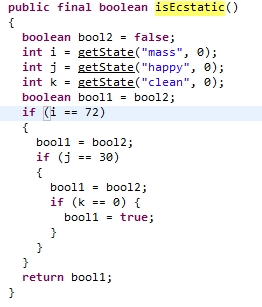 public final boolean isEcstatic()
{
  boolean bool2 = false;
  int i = getState("mass", 0);
  int j = getState("happy", 0);
  int k = getState("clean", 0);
  boolean bool1 = bool2;
  if (i == 72)
  {
    bool1 = bool2;
    if (j == 30)
    {
      bool1 = bool2;
      if (k == 0) {
        bool1 = true;
      }
    }
  }
  return bool1;
}